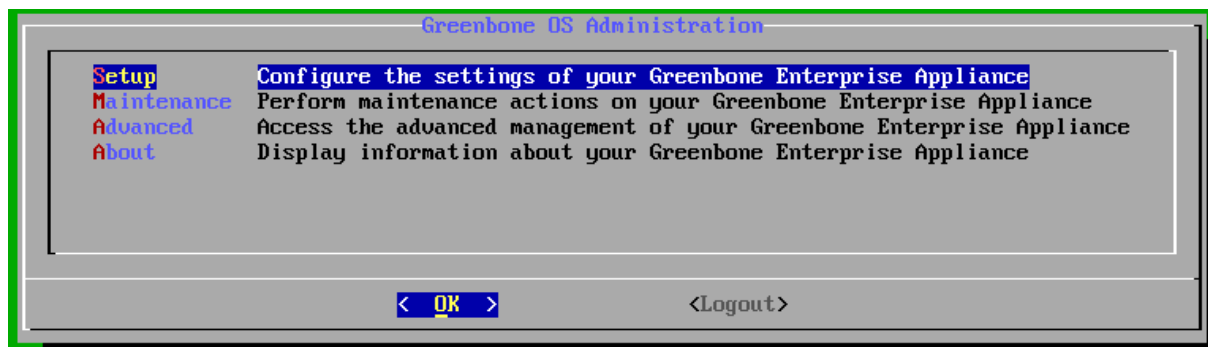 Greenbone OS Administration
Setup Configure the settings of your Greenbone Enterprise Appliance
Maintenance Perform maintenance actions on your Greenbone Enterprise Appliance
Advanced Access the advanced management of your Greenbone Enterprise Appliance
About Display information about your Greenbone Enterprise Appliance
< OK > <Logout>